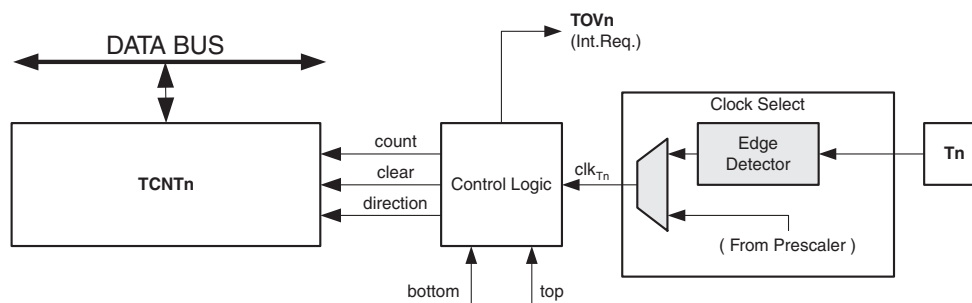 TOVn
(Int.Req.)
DATA BUS
Clock Select
TCNTn
count
clear
direction
Control Logic
clkTn
Edge
Detector
Tn
( From Prescaler )
bottom
top